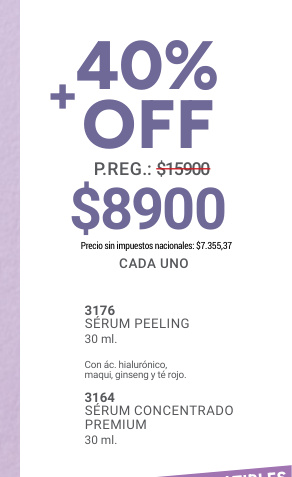 +40%
OFF
P.REG.: $15900
$8900
Precio sin impuestos nacionales: $7.355,37
CADA UNO
3176
SÉRUM PEELING
30 ml.
Con ác. hialurónico,
maqui, ginseng y té rojo.
3164
SÉRUM CONCENTRADO
PREMIUM
30 ml.